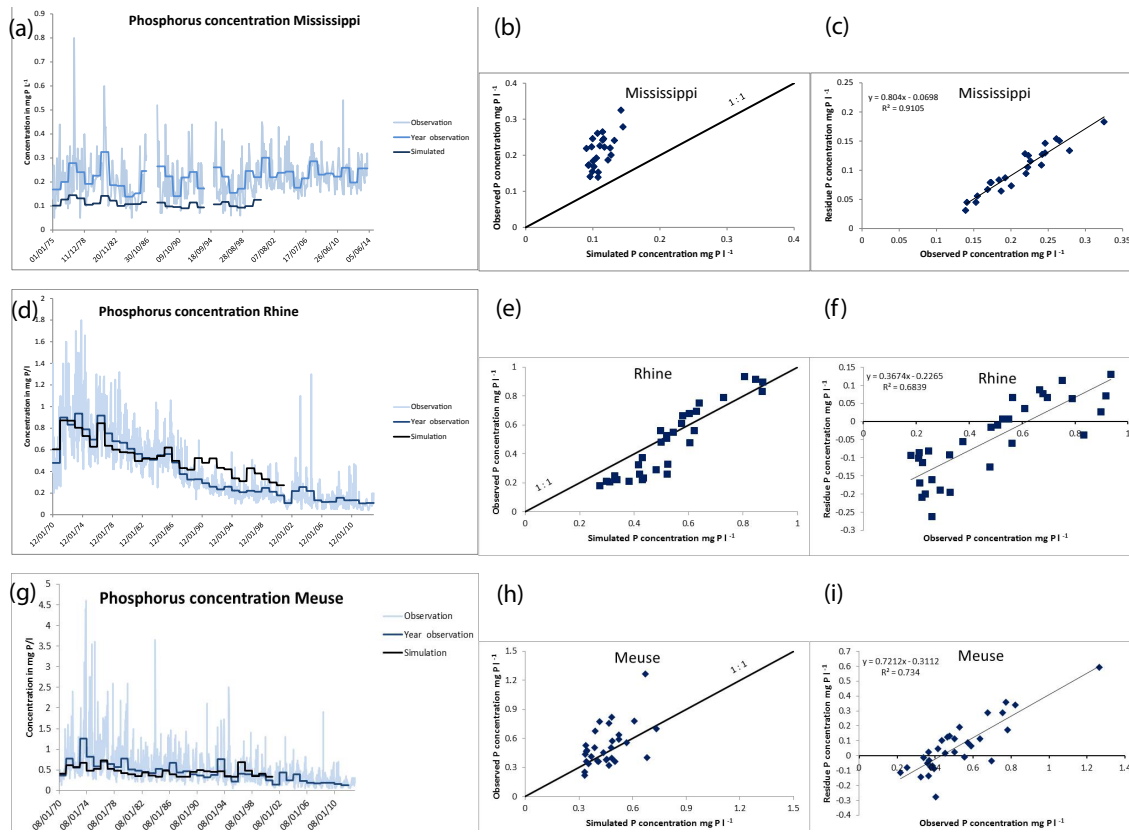 (a)
Phosphorus concentration Mississippi
Concentration in mg P L-1
0.9
0.8
0.7
0.6
0.5
0.4
0.3
0.2
0.1
0
01/01/75
11/12/78
20/11/82
30/10/86
09/10/90
18/09/94
28/08/98
07/08/02
17/07/06
26/06/10
05/06/14
Observation
Year observation
Simulated
(b)
Mississippi
1 : 1
Observed P concentration mg P l -1
0.4
0.3
0.2
0.1
0
0
0.1
0.2
0.3
0.4
Simulated P concentration mg P l -1
(c)
Mississippi
y = 0.804x - 0.0698
R² = 0.9105
Residue P concentration mg P l -1
0.25
0.2
0.15
0.1
0.05
0
0
0.05
0.1
0.15
0.2
0.25
0.3
0.35
Observed P concentration mg P l -1
(d)
Phosphorus concentration Rhine
Concentration in mg P/l
2
1.8
1.6
1.4
1.2
1
0.8
0.6
0.4
0.2
0
12/01/70
12/01/74
12/01/78
12/01/82
12/01/86
12/01/90
12/01/94
12/01/98
12/01/02
12/01/06
12/01/10
Observation
Year observation
Simulation
(e)
Rhine
1 : 1
Observed P concentration mg P l -1
1
0.8
0.6
0.4
0.2
0
0
0.2
0.4
0.6
0.8
1
Simulated P concentration mg P l -1
(f)
Rhine
y = 0.3674x - 0.2265
R² = 0.6839
Residue P concentration mg P l -1
0.15
0.1
0.05
0
-0.05
-0.1
-0.15
-0.2
-0.25
-0.3
0
0.2
0.4
0.6
0.8
1
Observed P concentration mg P l -1
(g)
Phosphorus concentration Meuse
Concentration in mg P/l
5
4.5
4
3.5
3
2.5
2
1.5
1
0.5
0
08/01/70
08/01/74
08/01/78
08/01/82
08/01/86
08/01/90
08/01/94
08/01/98
08/01/02
08/01/06
08/01/10
Observation
Year observation
Simulation
(h)
Meuse
1 : 1
Observed P concentration mg P l -1
1.5
1.2
0.9
0.6
0.3
0
0
0.3
0.6
0.9
1.2
1.5
Simulated P concentration mg P l -1
(i)
Meuse
y=0.7212x - 0.3112
R² = 0.734
Residue P concentration mg P l -1
0.7
0.6
0.5
0.4
0.3
0.2
0.1
0
-0.1
-0.2
-0.3
-0.4
0
0.2
0.4
0.6
0.8
1
1.2
1.4
Observed P concentration mg P l -1